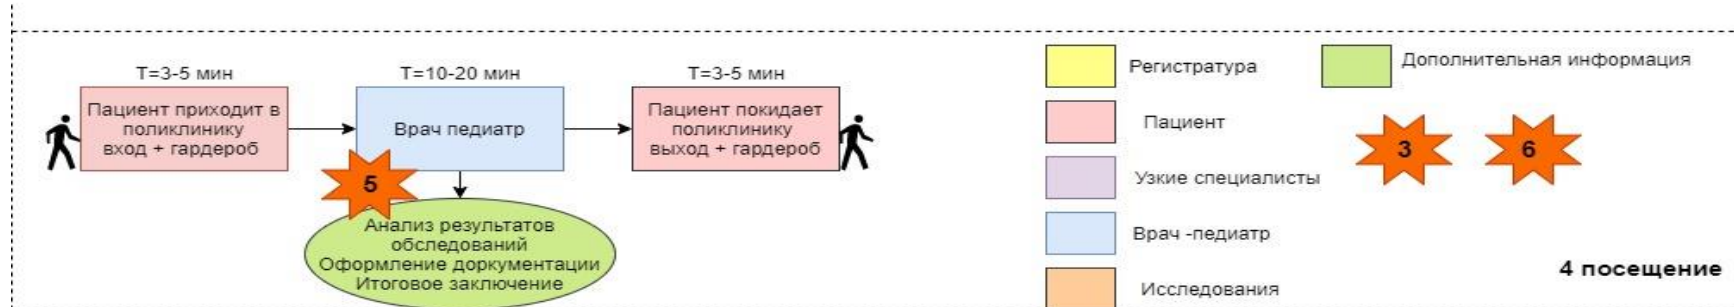 T=3-5 мин
Пациент приходит в
поликлинику
вход + гардероб
T=10-20 мин
Врач педиатр
5
Анализ результатов
обследований
Оформление доркументации
Итоговое заключение
T=3-5 мин
Пациент покидает
поликлинику
выход + гардероб
Регистратура
Пациент
Узкие специалисты
Врач -педиатр
Исследования
Дополнительная информация
3
6
4 посещение